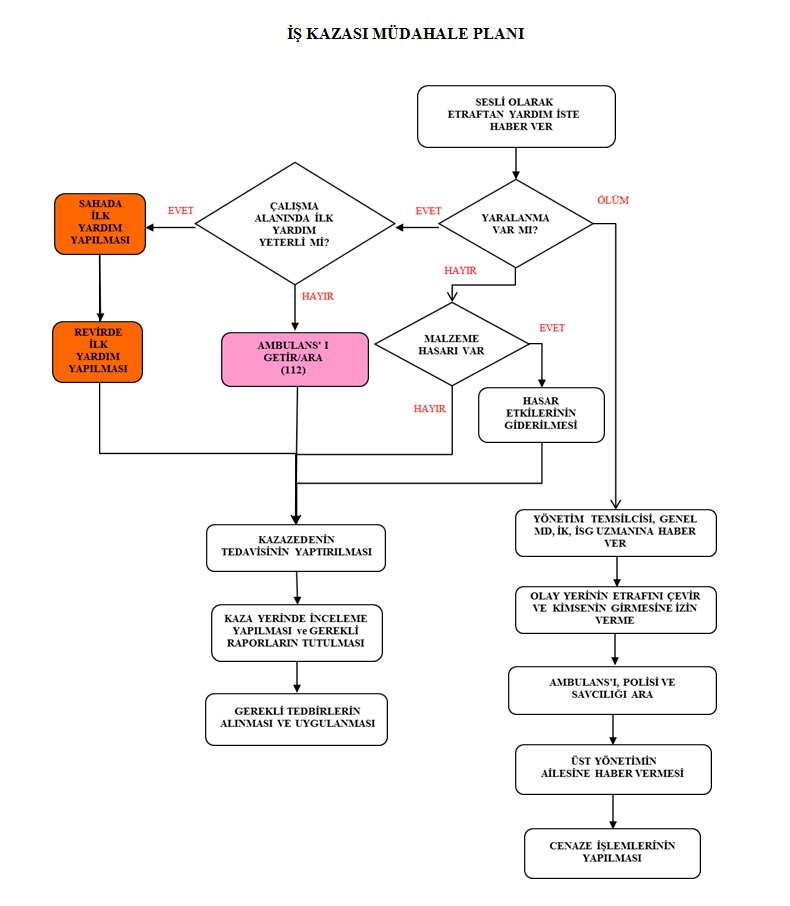 İŞ KAZASI MÜDAHALE PLANI
SESLİ OLARAK
ETRAFTAN YARDIM İSTE
HABER VER
YARALANMA
VAR MI?
ÖLÜM
EVET
ÇALIŞMA
ALANINDA İLK
YARDIM
YETERLİ Mİ?
EVET
SAHADA
İLK
YARDIM
YAPILMASI
HAYIR
HAYIR
REVİRDE
İLK
YARDIM
YAPILMASI
AMBULANS' I
GETİR/ARA
(112)
MALZEME
HASARI VAR
EVET
HAYIR
HASAR
ETKİLERİNİN
GİDERİLMESİ
KAZAZEDENİN
TEDAVİSİNİN YAPTIRILMASI
KAZA YERİNDE İNCELEME
YAPILMASI ve GEREKLİ
RAPORLARIN TUTULMASI
GEREKLİ TEDBİRLERİN
ALINMASI VE UYGULANMASI
YÖNETİM TEMSİLCİSİ, GENEL
MD, İK, İSG UZMANINA HABER
VER
OLAY YERİNİN ETRAFINI ÇEVİR
VE KİMSENİN GİRMESİNE İZİN
VERME
AMBULANS'I, POLİSİ VE
SAVCILIĞI ARA
ÜST YÖNETİMİN
AİLESİNE HABER VERMESİ
CENAZE İŞLEMLERİNİN
YAPILMASI